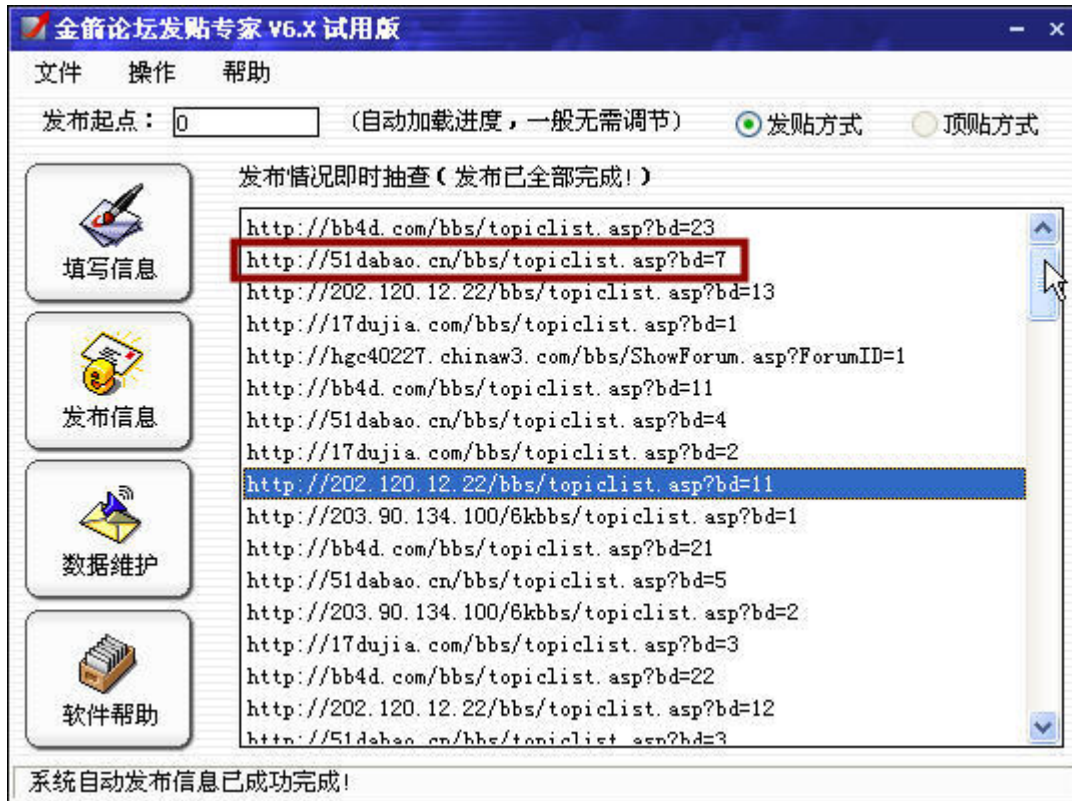 金箭论坛发贴专家 V6.X 试用版
文件 操作 帮助
发布起点： 0 （自动加载进度，一般无需调节） 发贴方式 顶贴方式
发布情况即时抽查（发布已全部完成!）
填写信息
发布信息
数据维护
软件帮助
http://bb4d.com/bbs/topiclist.asp?bd=23
http://51dabao.cn/bbs/topiclist.asp?bd=7
http://202.120.12.22/bbs/topiclist.asp?bd=13
http://17dujia.com/bbs/topiclist.asp?bd=1
http://hgc40227.chinaw3.com/bbs/ShowForum.asp?ForumID=1
http://bb4d.com/bbs/topiclist.asp?bd=11
http://51dabao.cn/bbs/topiclist.asp?bd=4
http://17dujia.com/bbs/topiclist.asp?bd=2
http://202.120.12.22/bbs/topiclist.asp?bd=11
http://203.90.134.100/6kbbs/topiclist.asp?bd=1
http://bb4d.com/bbs/topiclist.asp?bd=21
http://51dabao.cn/bbs/topiclist.asp?bd=5
http://203.90.134.100/6kbbs/topiclist.asp?bd=2
http://17dujia.com/bbs/topiclist.asp?bd=3
http://bb4d.com/bbs/topiclist.asp?bd=22
http://202.120.12.22/bbs/topiclist.asp?bd=12
http://51dabao.cn/bbs/topiclist.asp?bd=3
系统自动发布信息已成功完成!